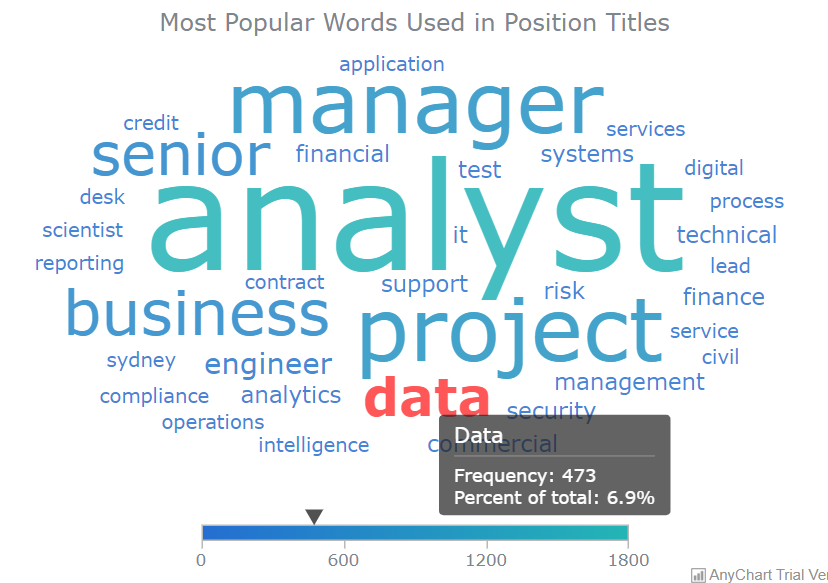 Most Popular Words Used in Position Titles
application
manager
credit
services
senior
financial
test
systems
digital
analyst
desk
process
scientist
it
technical
reporting
lead
contract
support
risk
finance
business
project
service
sydney
engineer
civil
data
management
compliance
analytics
security
operations
intelligence
commercial
Data
Frequency: 473
Percent of total: 6.9%
0 600 1200 1800
AnyChart Trial Ver